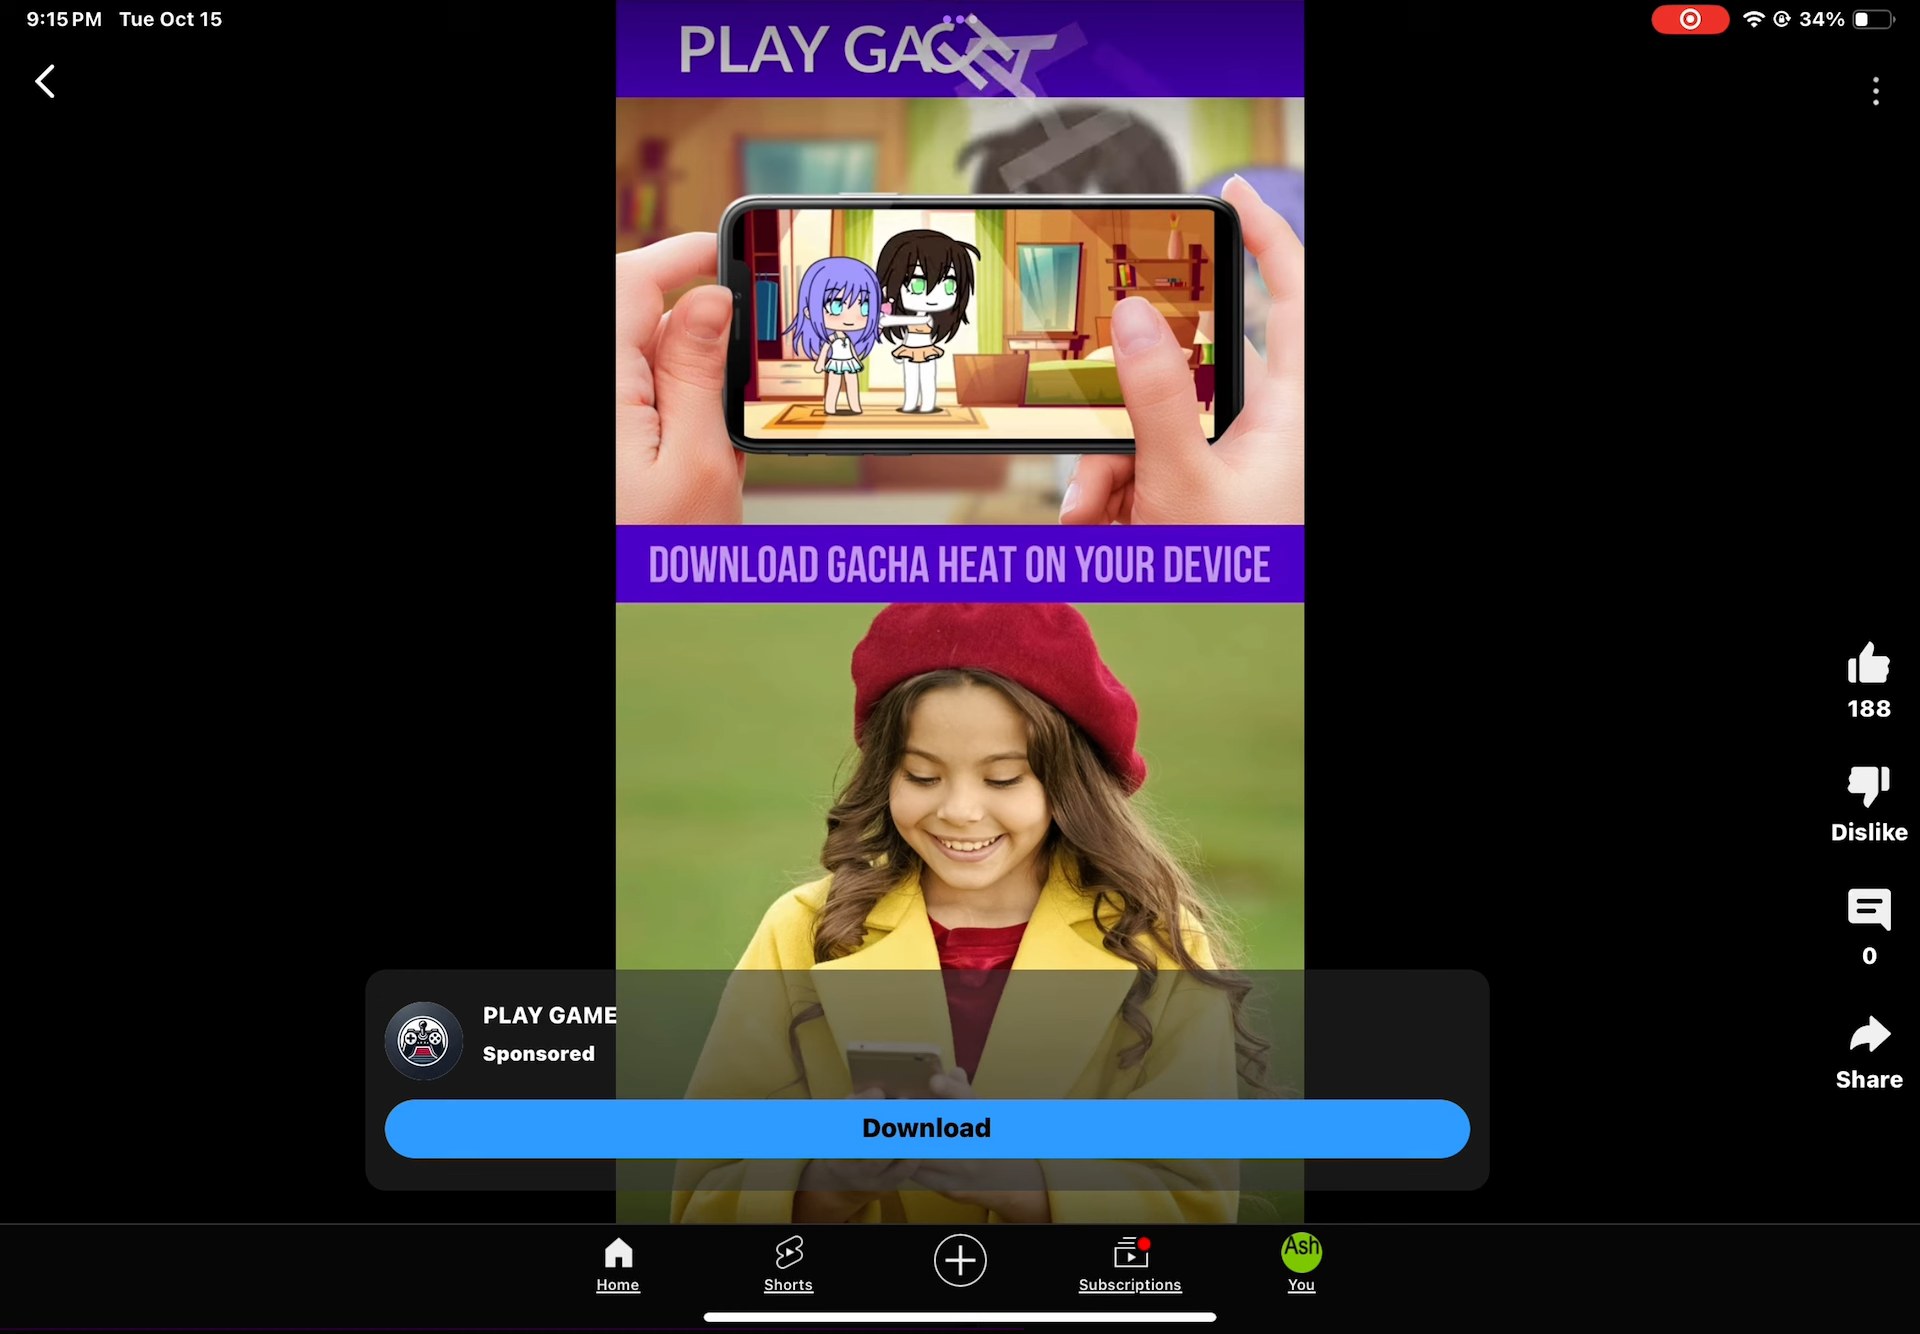 9:15 PM Tue Oct 15
34%
PLAY GACHA
DOWNLOAD GACHA HEAT ON YOUR DEVICE
188
Dislike
0
Share
PLAY GAME
Sponsored
Download
Home
Shorts
Subscriptions
Ash
You